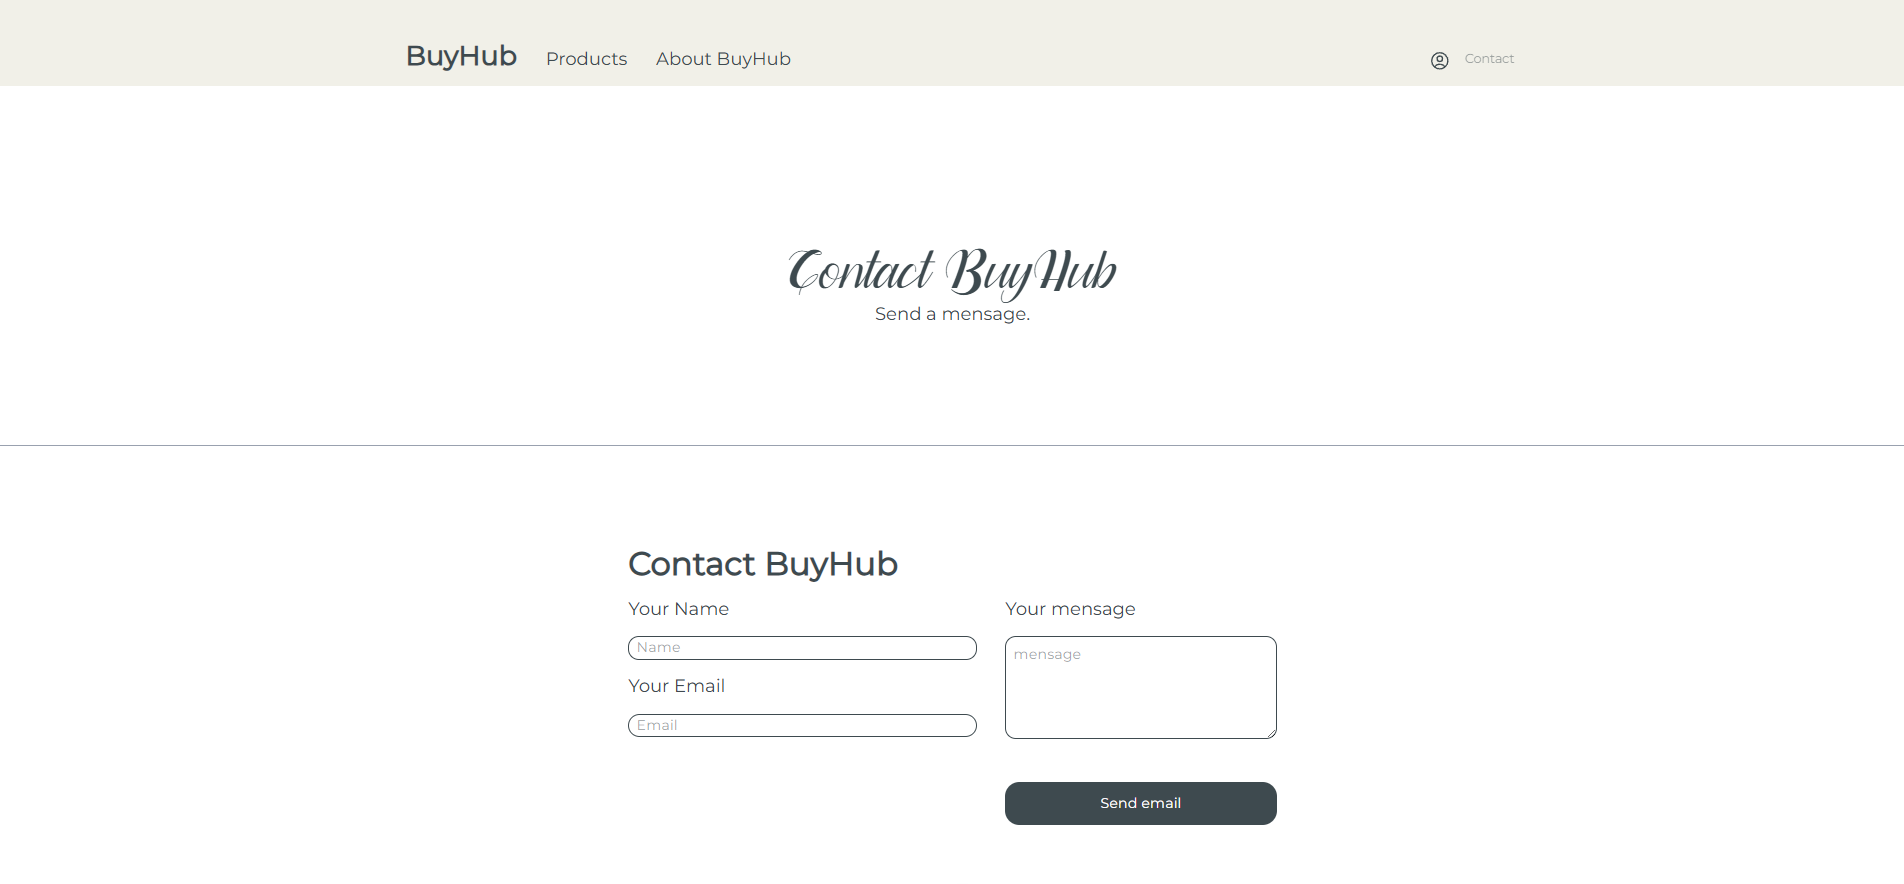 BuyHub Products About BuyHub Contact
Contact BuyHub
Send a mensage.
Contact BuyHub
Your Name
Name
Your Email
Email
Your mensage
mensage
Send email